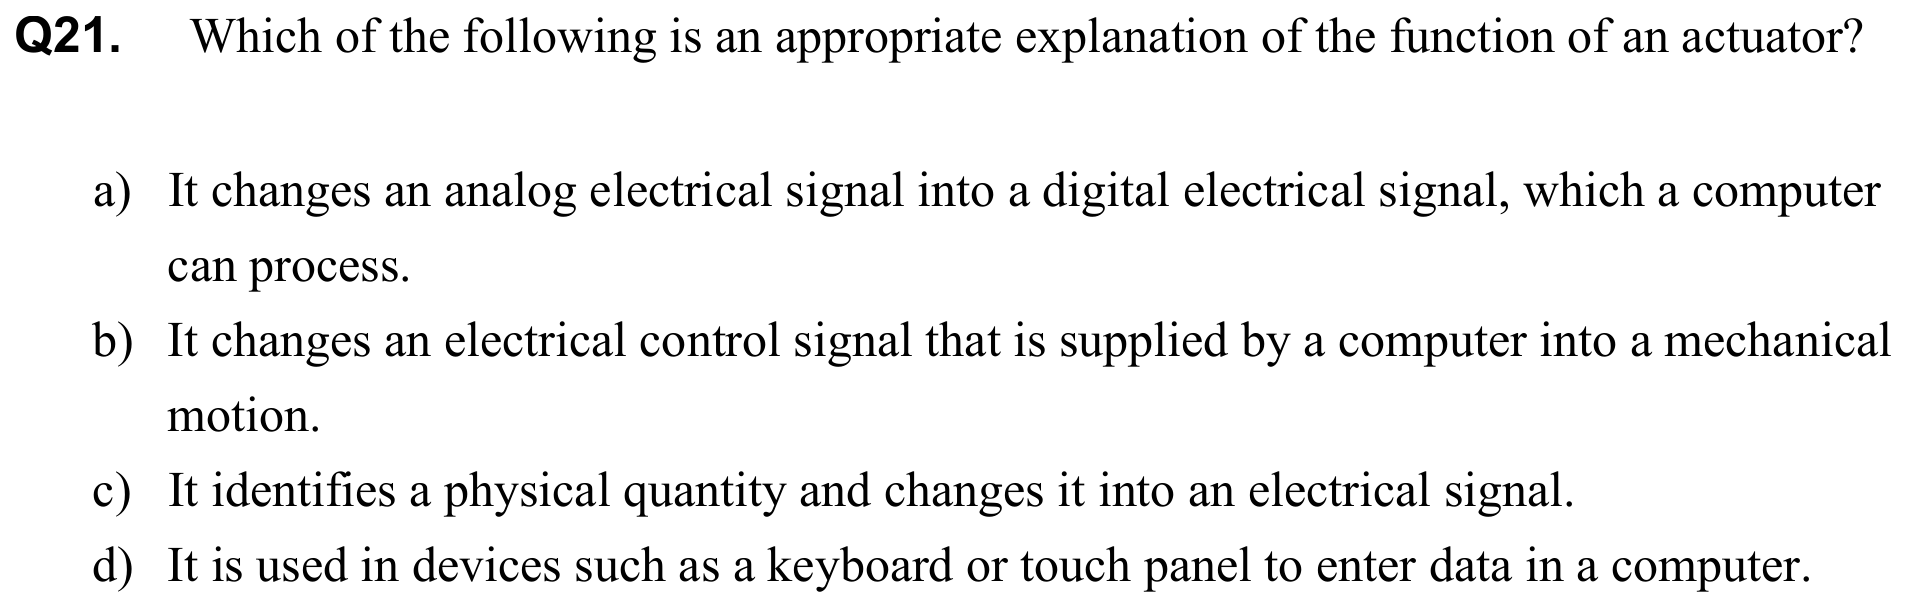 Q21. Which of the following is an appropriate explanation of the function of an actuator?
a) It changes an analog electrical signal into a digital electrical signal, which a computer
can process.
b) It changes an electrical control signal that is supplied by a computer into a mechanical
motion.
c) It identifies a physical quantity and changes it into an electrical signal.
d) It is used in devices such as a keyboard or touch panel to enter data in a computer.